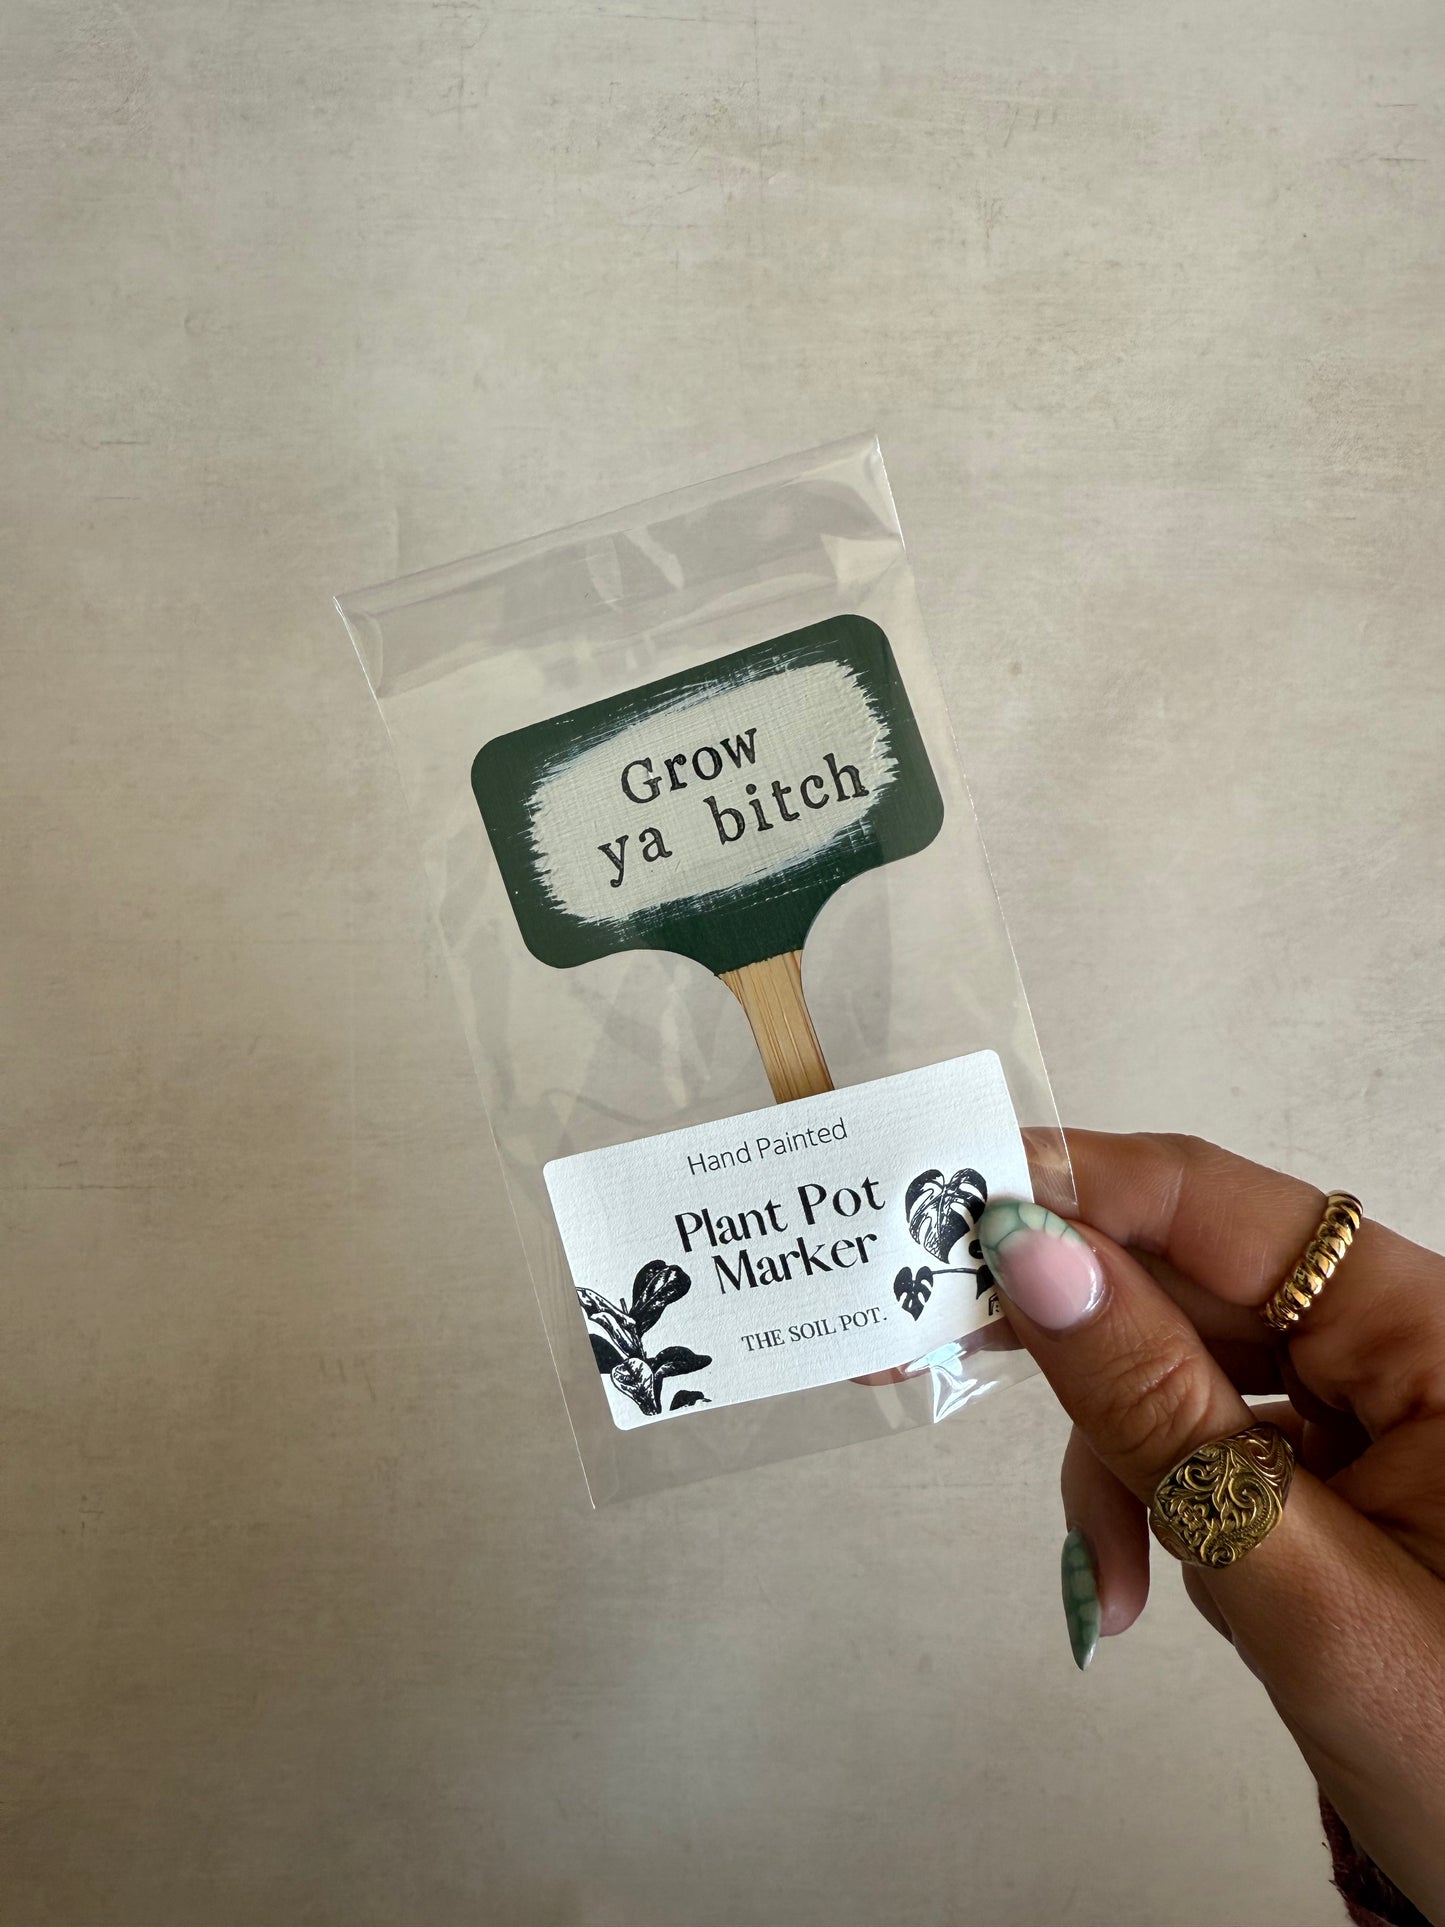 Grow
ya bitch
Hand Painted
Plant Pot
Marker
THE SOIL POT.